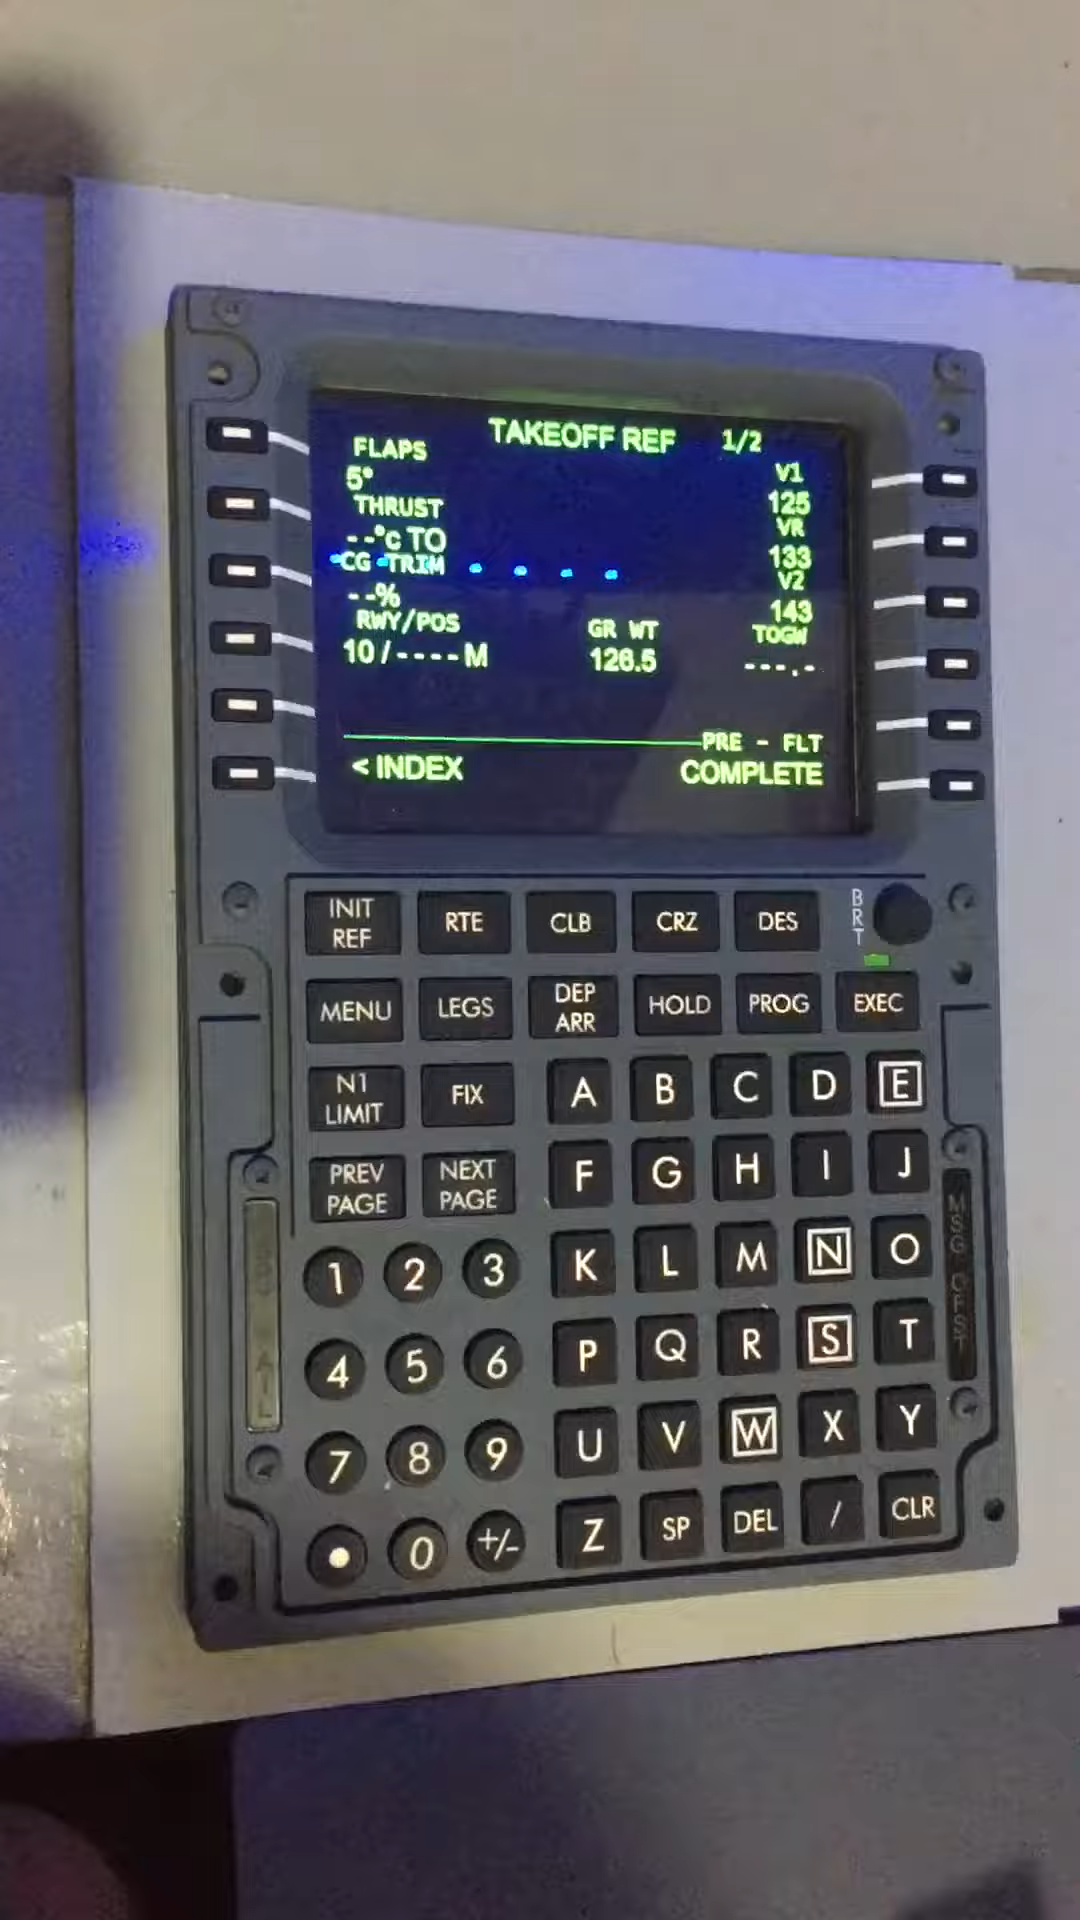 TAKEOFF REF 1/2
FLAPS V1
5° 125
THRUST VR
--°c TO 133
CG TRIM V2
--% 143
RWY/POS GR WT TOGW
10/----M 126.5 ---.-
PRE - FLT
< INDEX COMPLETE
INIT REF RTE CLB CRZ DES BRT
MENU LEGS DEP ARR HOLD PROG EXEC
N1 LIMIT FIX A B C D E
PREV PAGE NEXT PAGE F G H I J
1 2 3 K L M N O
4 5 6 P Q R S T
7 8 9 U V W X Y
. 0 +/- Z SP DEL / CLR
MSG OFST